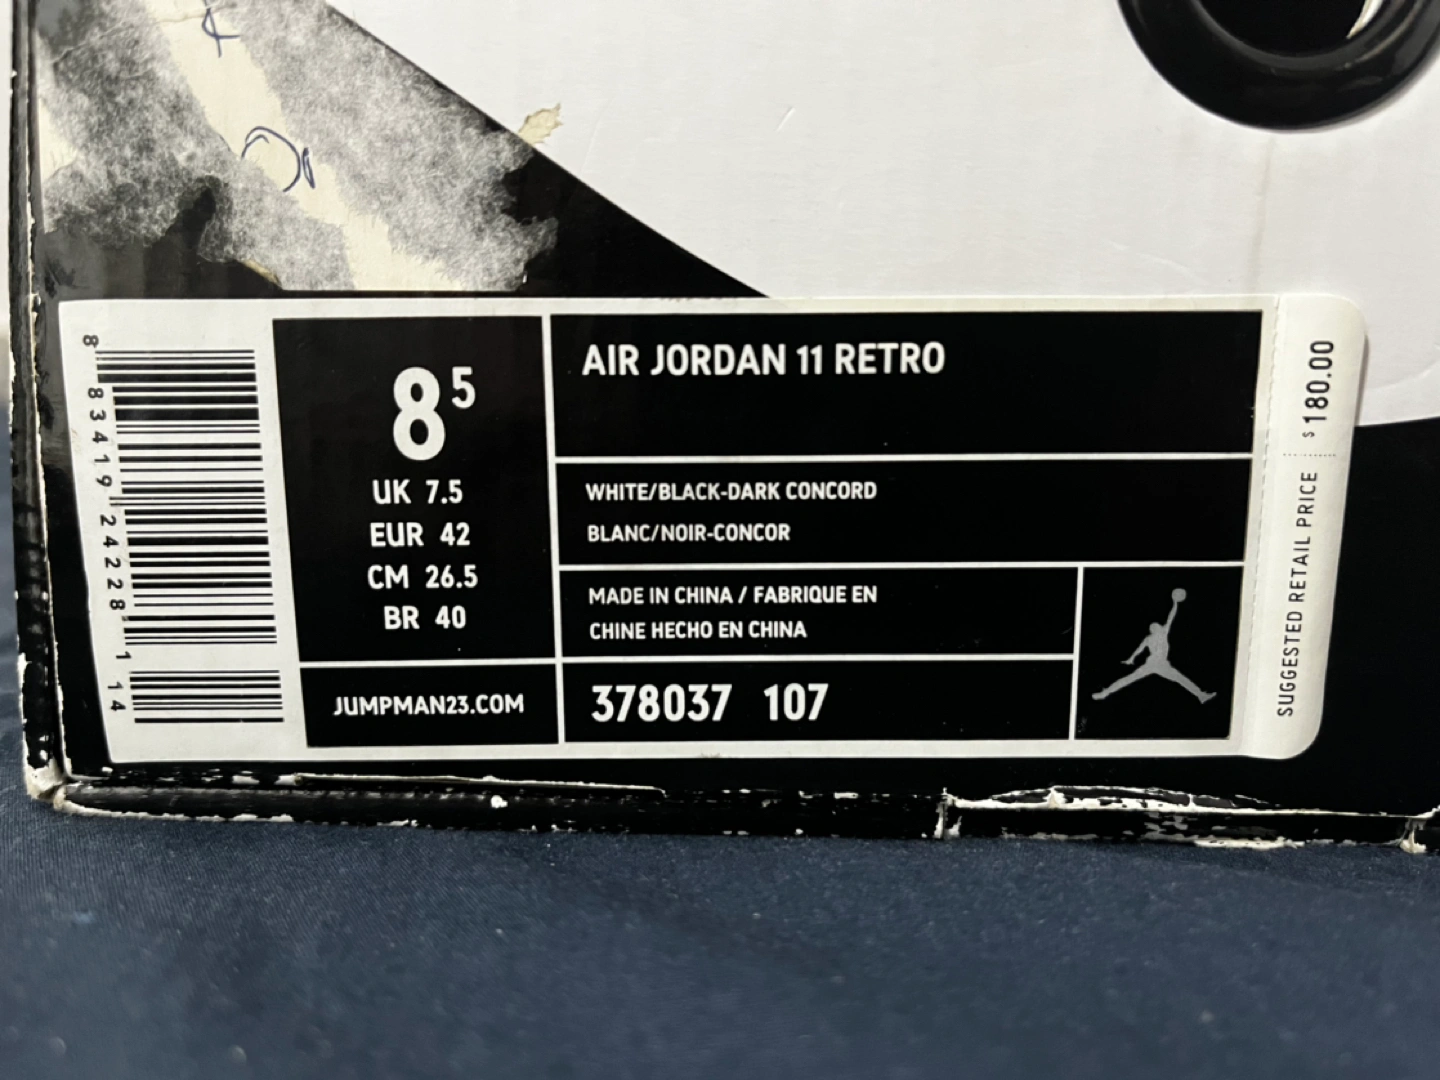 8 83419 24228 1 14
8⁵
UK 7.5
EUR 42
CM 26.5
BR 40
JUMPMAN23.COM
AIR JORDAN 11 RETRO
WHITE/BLACK-DARK CONCORD
BLANC/NOIR-CONCOR
MADE IN CHINA / FABRIQUE EN
CHINE HECHO EN CHINA
378037 107
SUGGESTED RETAIL PRICE $180.00